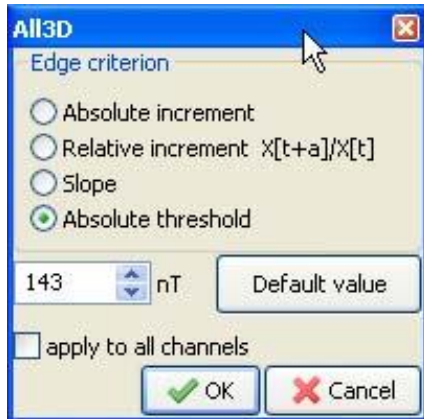 All3D
Edge criterion
Absolute increment
Relative increment X[t+a]/X[t]
Slope
Absolute threshold
143 nT Default value
apply to all channels
OK Cancel